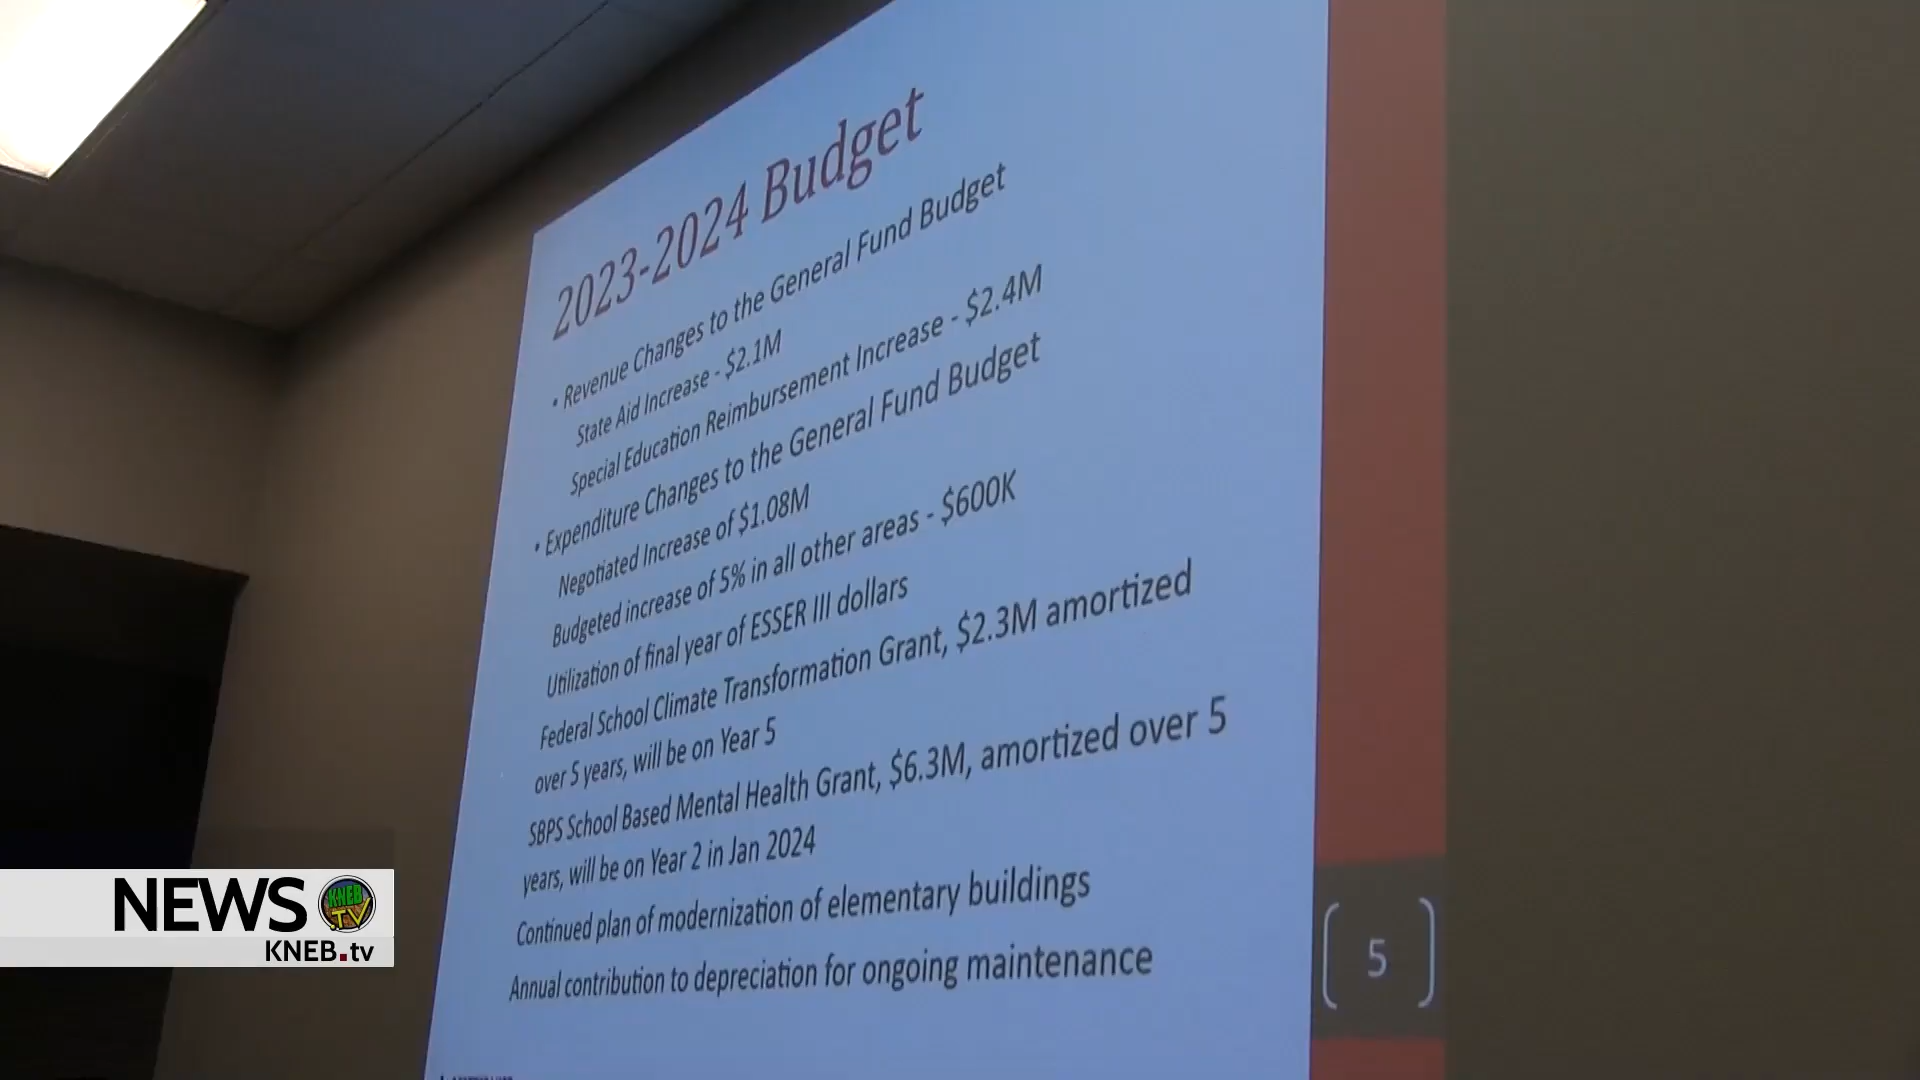 2023-2024 Budget
• Revenue Changes to the General Fund Budget
State Aid Increase - $2.1M
Special Education Reimbursement Increase - $2.4M
• Expenditure Changes to the General Fund Budget
Negotiated Increase of $1.08M
Budgeted increase of 5% in all other areas - $600K
Utilization of final year of ESSER III dollars
Federal School Climate Transformation Grant, $2.3M amortized
over 5 years, will be on Year 5
SBPS School Based Mental Health Grant, $6.3M, amortized over 5
years, will be on Year 2 in Jan 2024
Continued plan of modernization of elementary buildings
Annual contribution to depreciation for ongoing maintenance
5
NEWS
KNEB
.TV
KNEB.tv